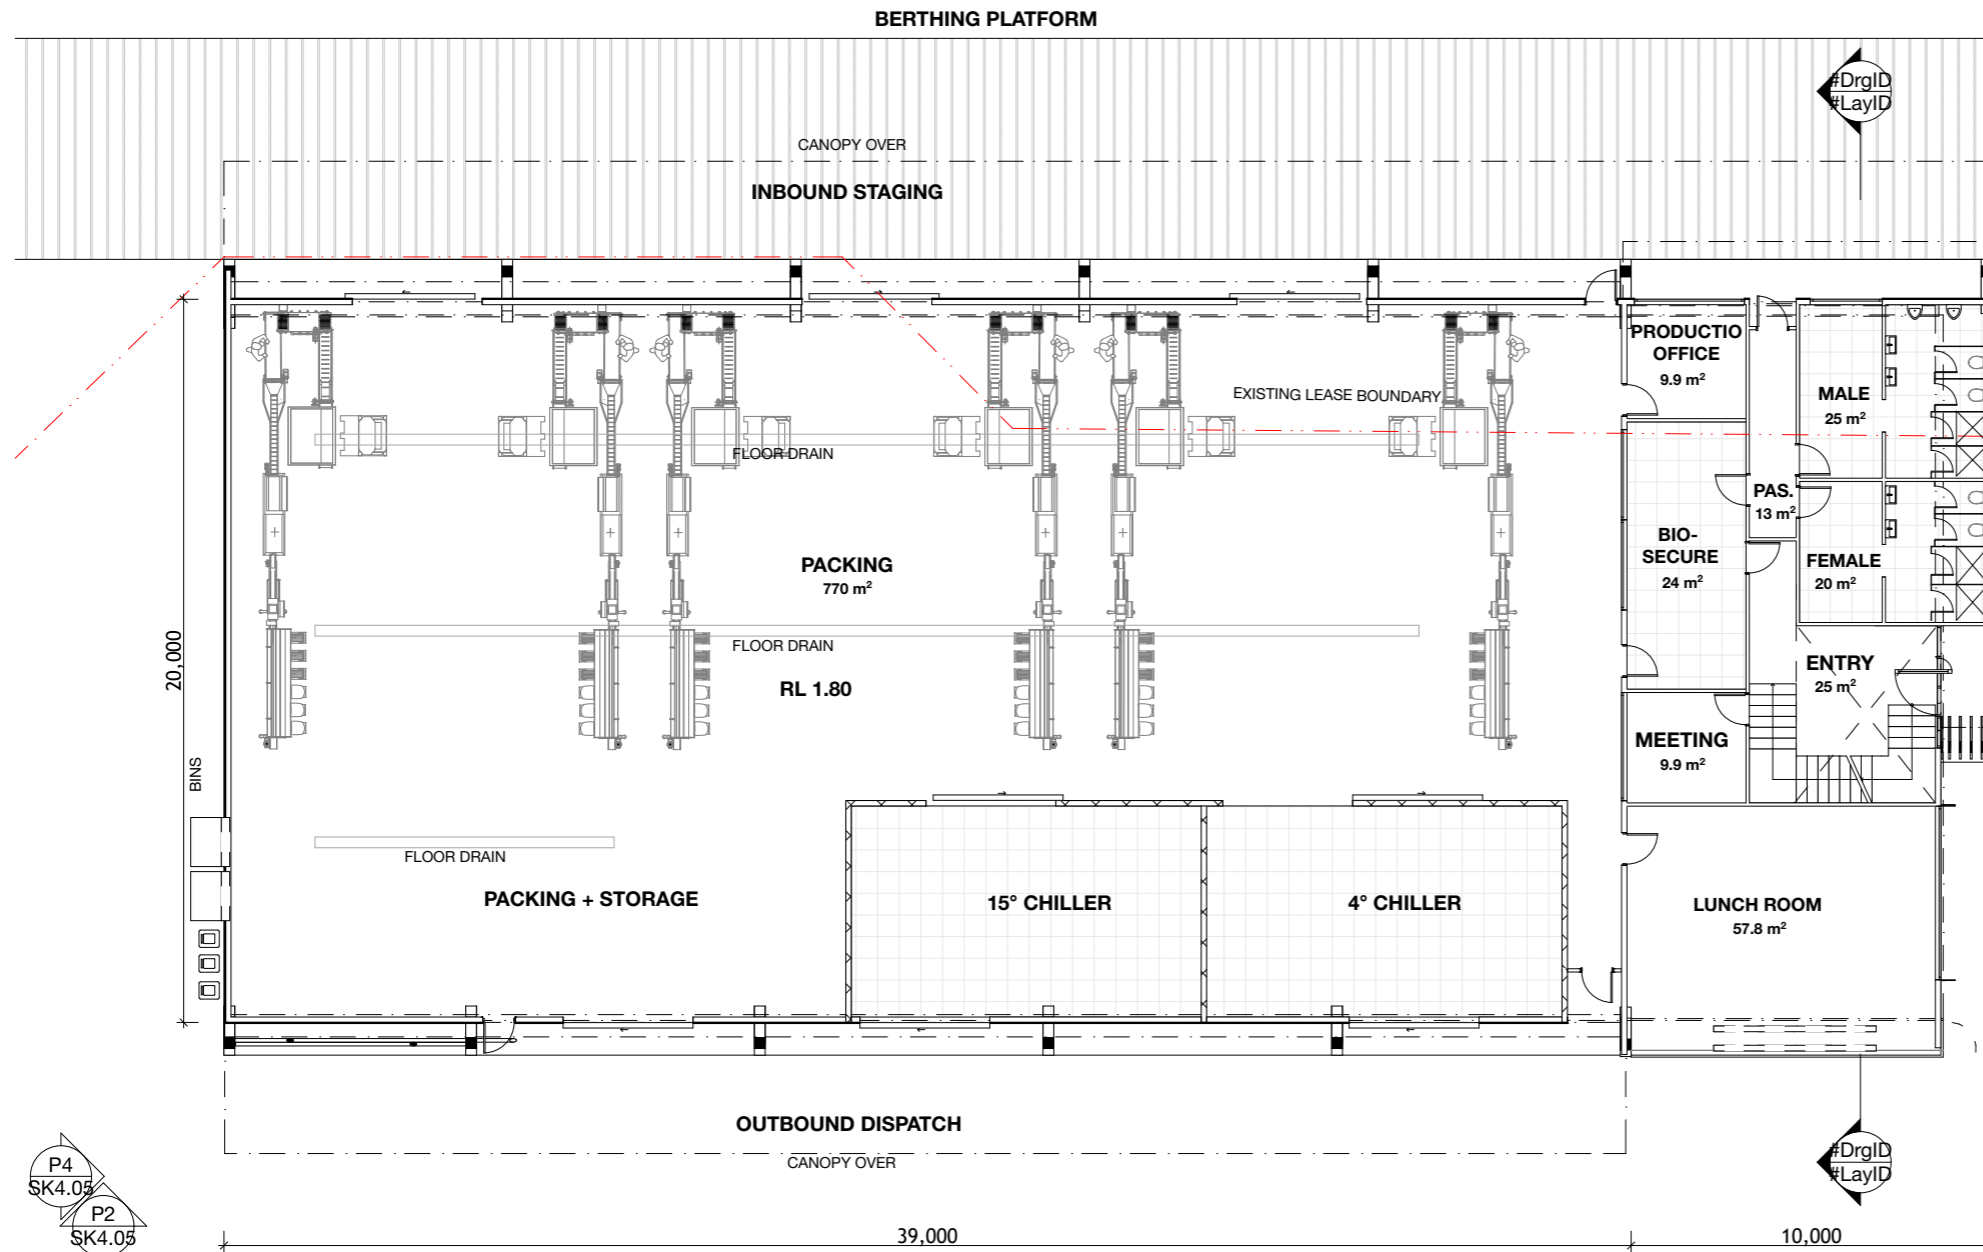 BERTHING PLATFORM
#DrgID
#LayID
CANOPY OVER
INBOUND STAGING
PRODUCTIO
OFFICE
9.9 m²
EXISTING LEASE BOUNDARY
MALE
25 m²
FLOOR DRAIN
PAS.
13 m²
BIO-
SECURE
24 m²
PACKING
770 m²
FEMALE
20 m²
FLOOR DRAIN
20,000
RL 1.80
ENTRY
25 m²
MEETING
9.9 m²
BINS
FLOOR DRAIN
PACKING + STORAGE
15° CHILLER
4° CHILLER
LUNCH ROOM
57.8 m²
OUTBOUND DISPATCH
CANOPY OVER
#DrgID
#LayID
P4
SK4.05
P2
SK4.05
39,000
10,000